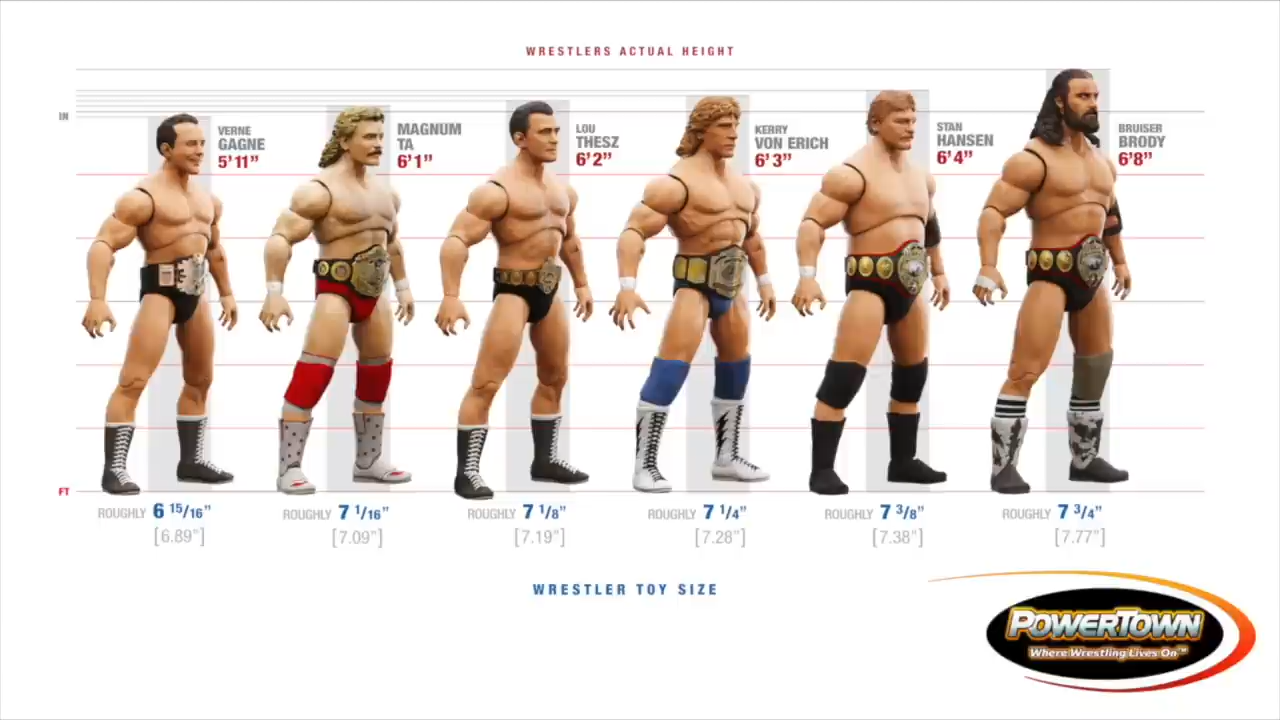 WRESTLERS ACTUAL HEIGHT
IN
VERNE
GAGNE
5'11"
MAGNUM
TA
6'1"
LOU
THESZ
6'2"
KERRY
VON ERICH
6'3"
STAN
HANSEN
6'4"
BRUISER
BRODY
6'8"
FT
ROUGHLY 6 15/16"
[6.89"]
ROUGHLY 7 1/16"
[7.09"]
ROUGHLY 7 1/8"
[7.19"]
ROUGHLY 7 1/4"
[7.28"]
ROUGHLY 7 3/8"
[7.38"]
ROUGHLY 7 3/4"
[7.77"]
WRESTLER TOY SIZE
POWERTOWN
Where Wrestling Lives On™